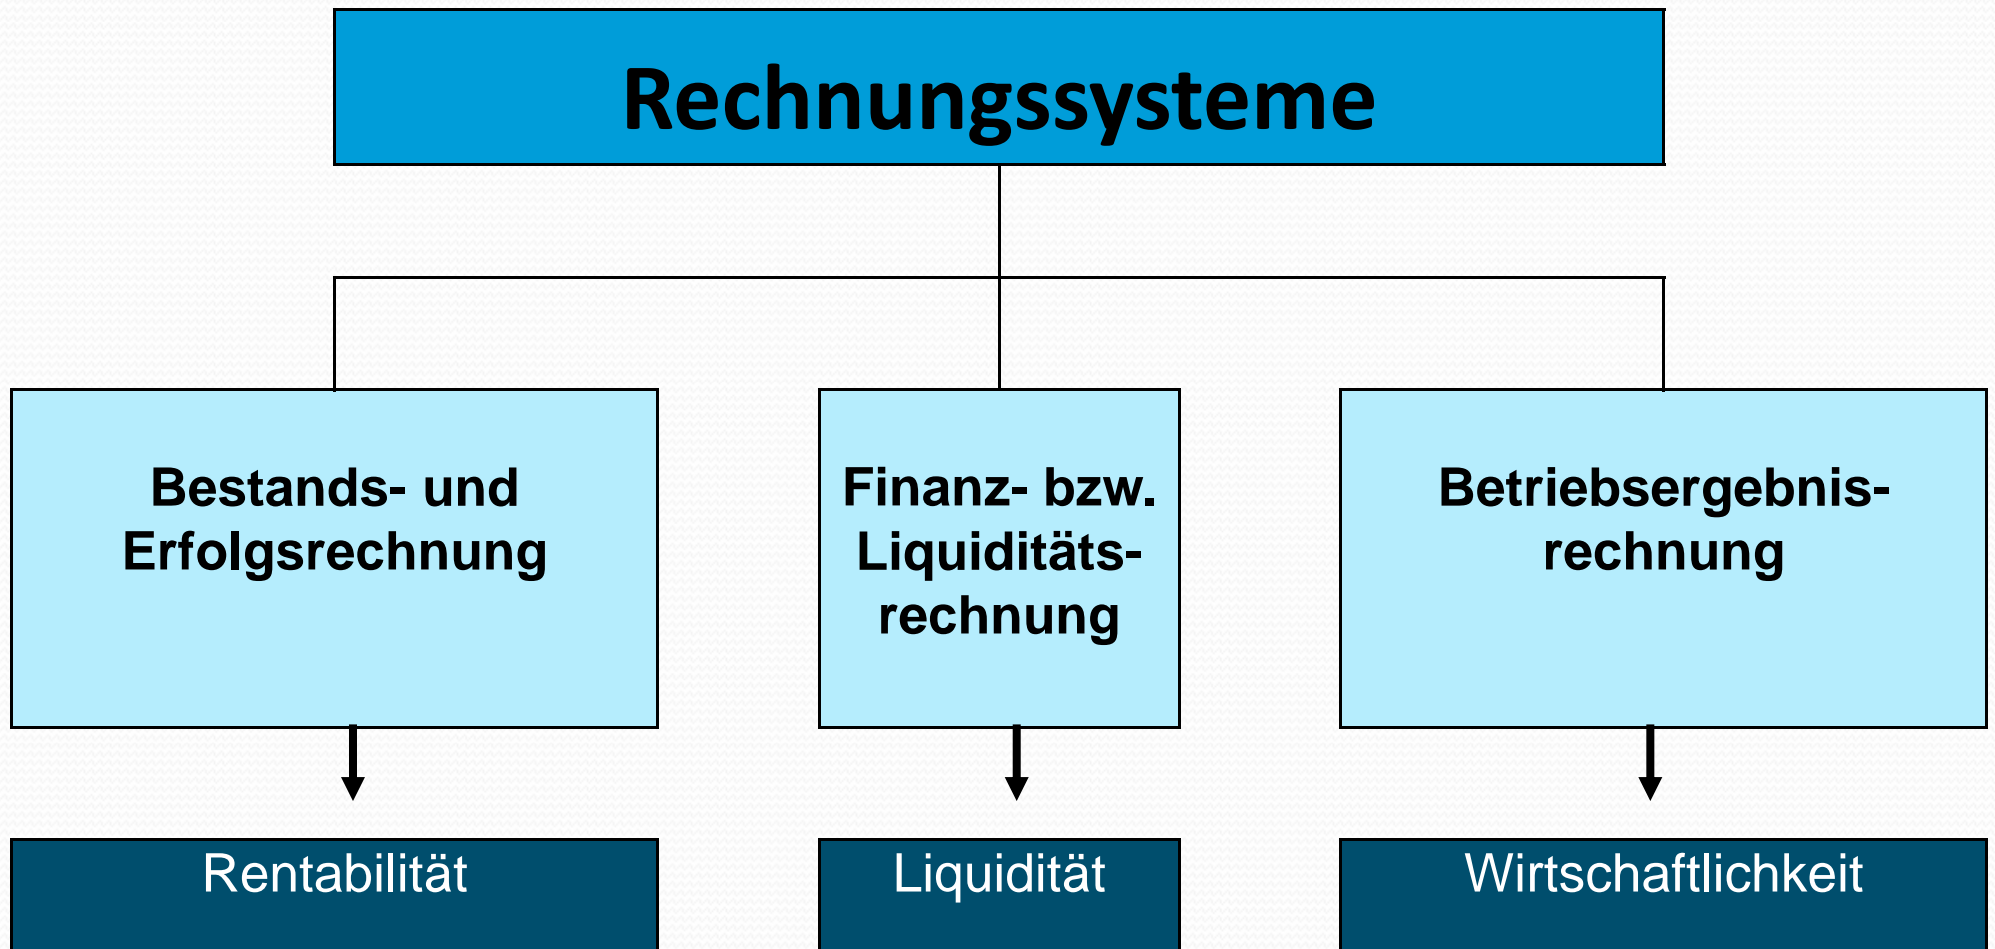 Rechnungssysteme
Bestands- und
Erfolgsrechnung
Finanz- bzw.
Liquiditäts-
rechnung
Betriebsergebnis-
rechnung
Rentabilität
Liquidität
Wirtschaftlichkeit